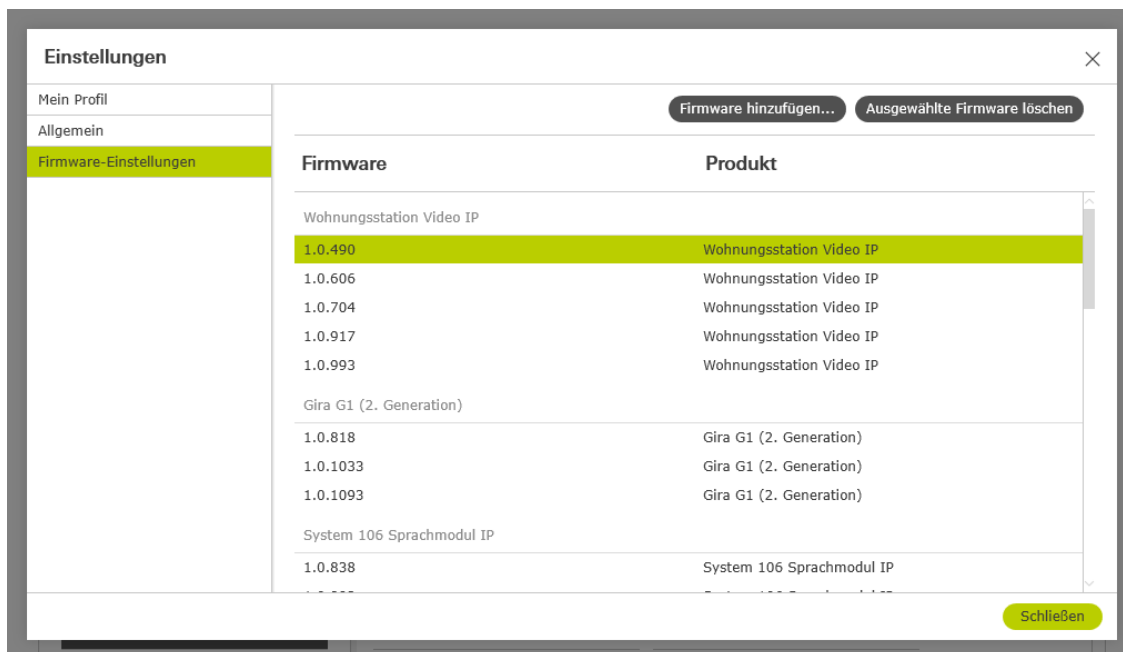 Einstellungen
Mein Profil
Allgemein
Firmware-Einstellungen
Firmware hinzufügen... Ausgewählte Firmware löschen
Firmware Produkt
Wohnungsstation Video IP
1.0.490 Wohnungsstation Video IP
1.0.606 Wohnungsstation Video IP
1.0.704 Wohnungsstation Video IP
1.0.917 Wohnungsstation Video IP
1.0.993 Wohnungsstation Video IP
Gira G1 (2. Generation)
1.0.818 Gira G1 (2. Generation)
1.0.1033 Gira G1 (2. Generation)
1.0.1093 Gira G1 (2. Generation)
System 106 Sprachmodul IP
1.0.838 System 106 Sprachmodul IP
Schließen